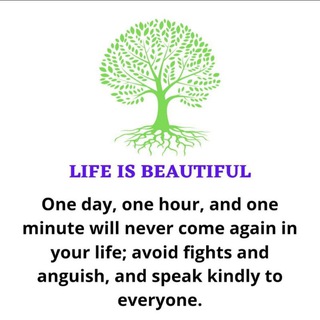 LIFE IS BEAUTIFUL
One day, one hour, and one
minute will never come again in
your life; avoid fights and
anguish, and speak kindly to
everyone.